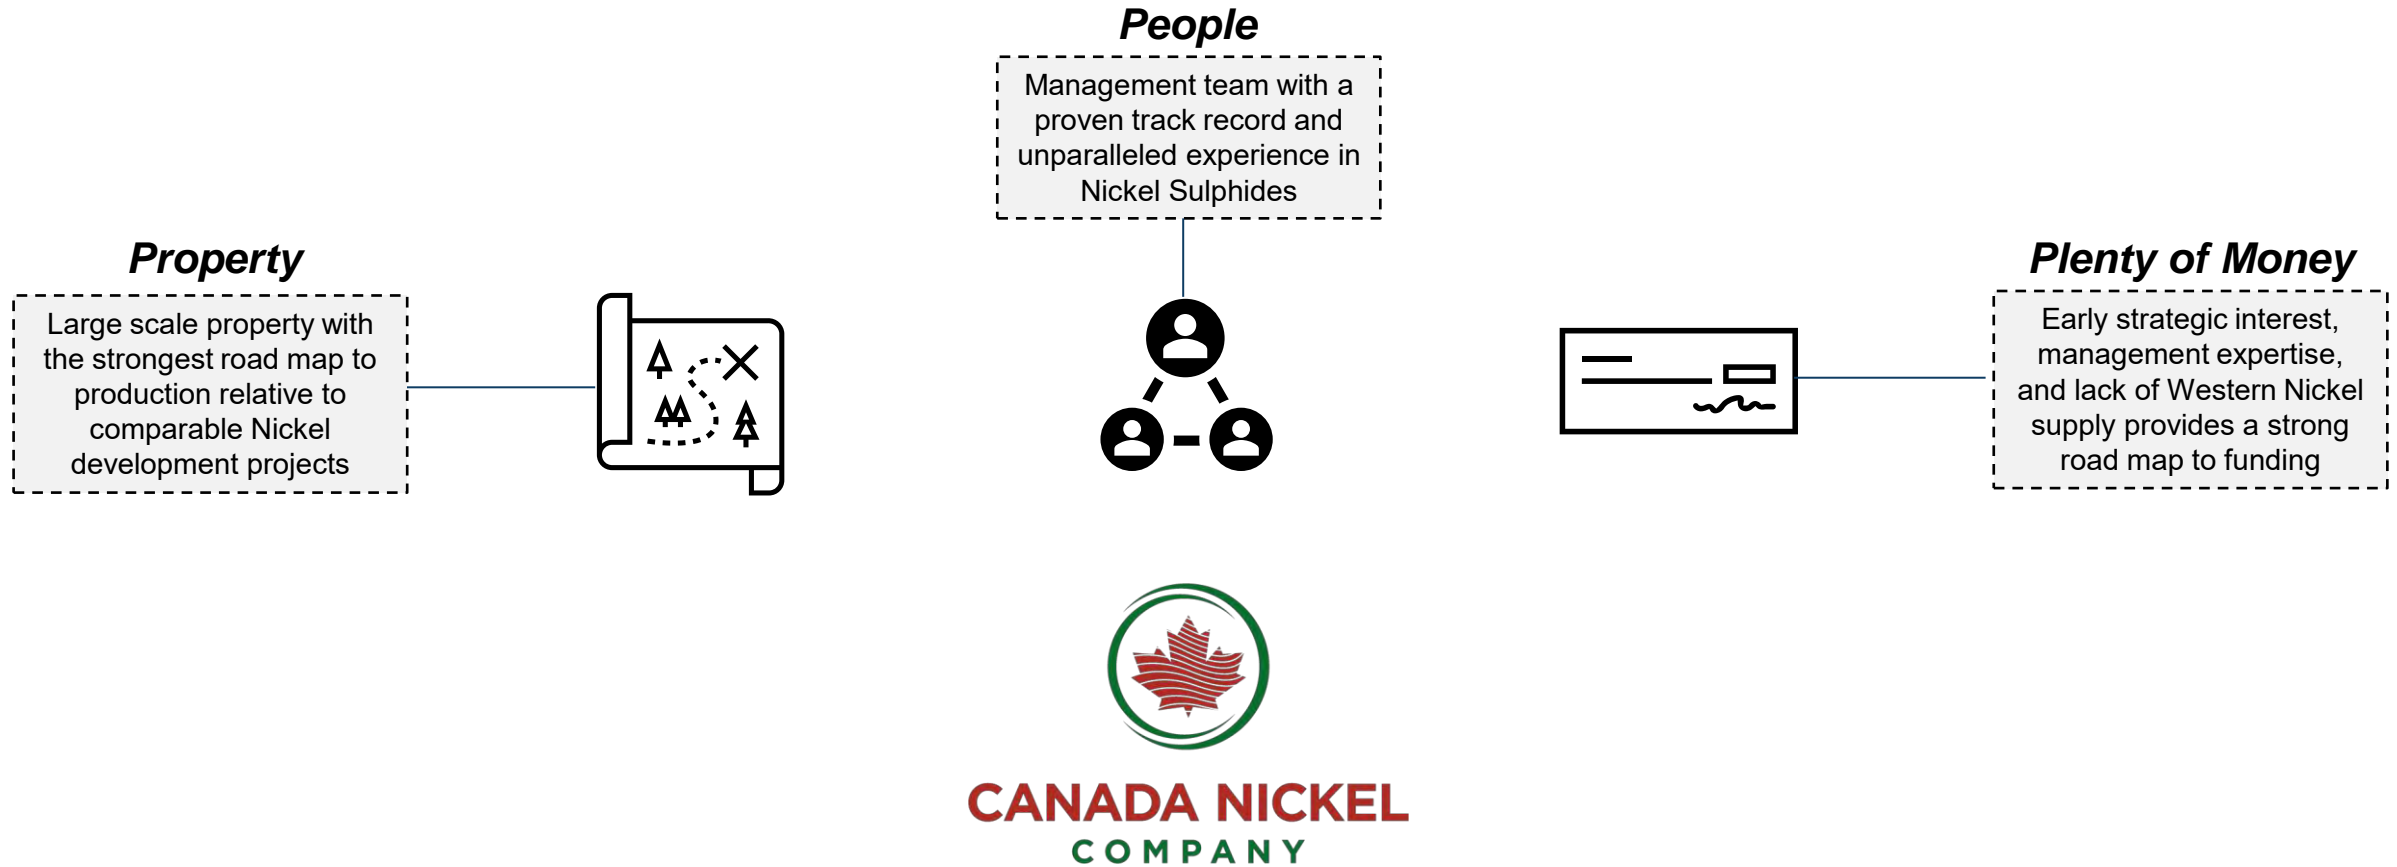 People
Management team with a
proven track record and
unparalleled experience in
Nickel Sulphides
Property
Large scale property with
the strongest road map to
production relative to
comparable Nickel
development projects
Plenty of Money
Early strategic interest,
management expertise,
and lack of Western Nickel
supply provides a strong
road map to funding
CANADA NICKEL
COMPANY